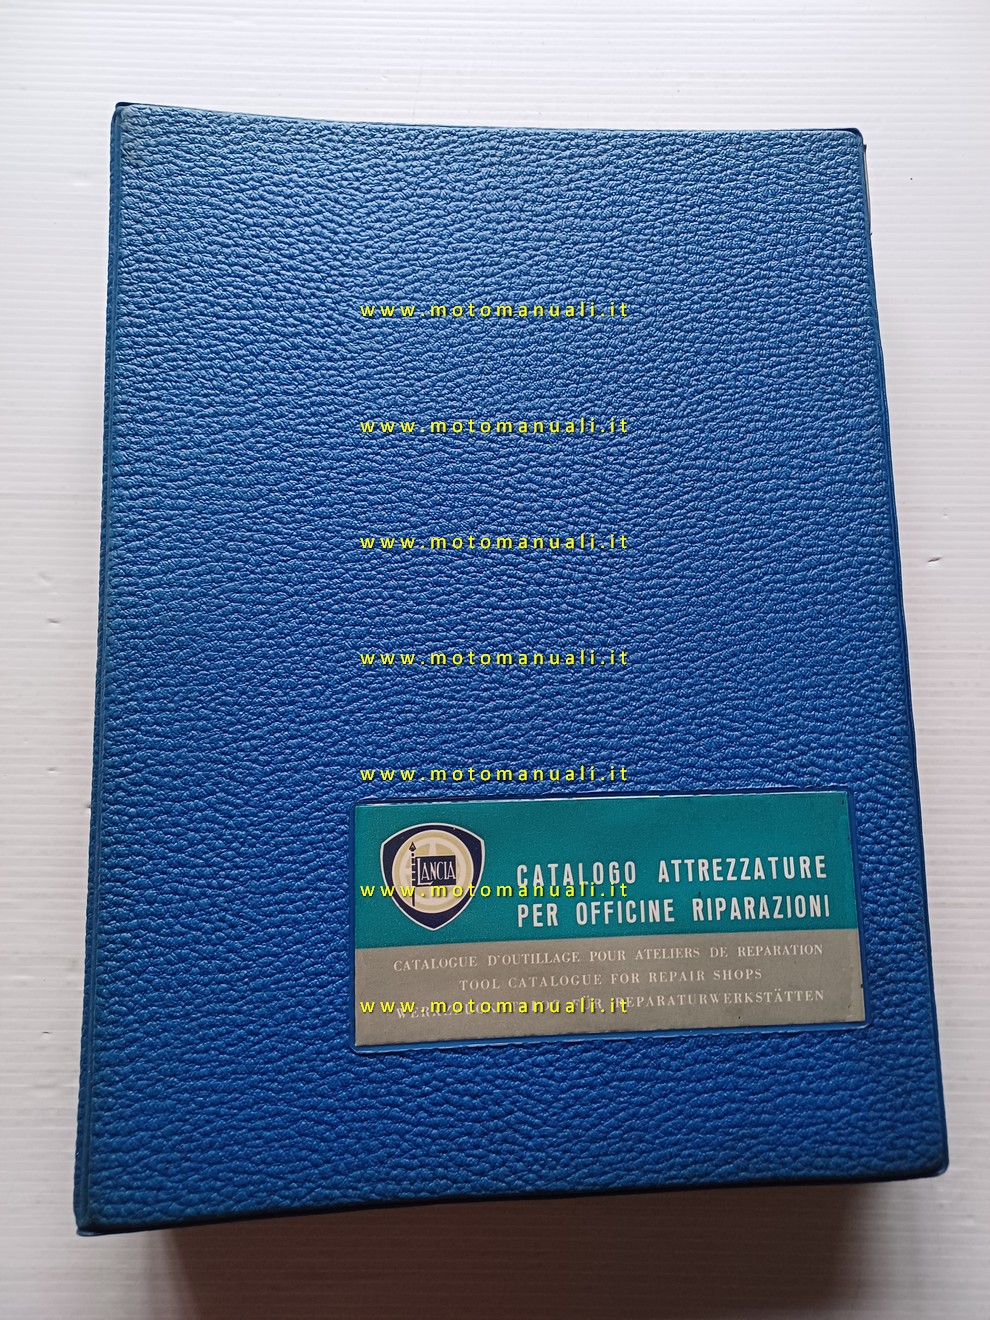 www.motomanuali.it
www.motomanuali.it
www.motomanuali.it
www.motomanuali.it
www.motomanuali.it
LANCIA
CATALOGO ATTREZZATURE
www.motomanuali.it
PER OFFICINE RIPARAZIONI
CATALOGUE D'OUTILLAGE POUR ATELIERS DE REPARATION
TOOL CATALOGUE FOR REPAIR SHOPS
FÜR REPARATURWERKSTÄTTEN
www.motomanuali.it